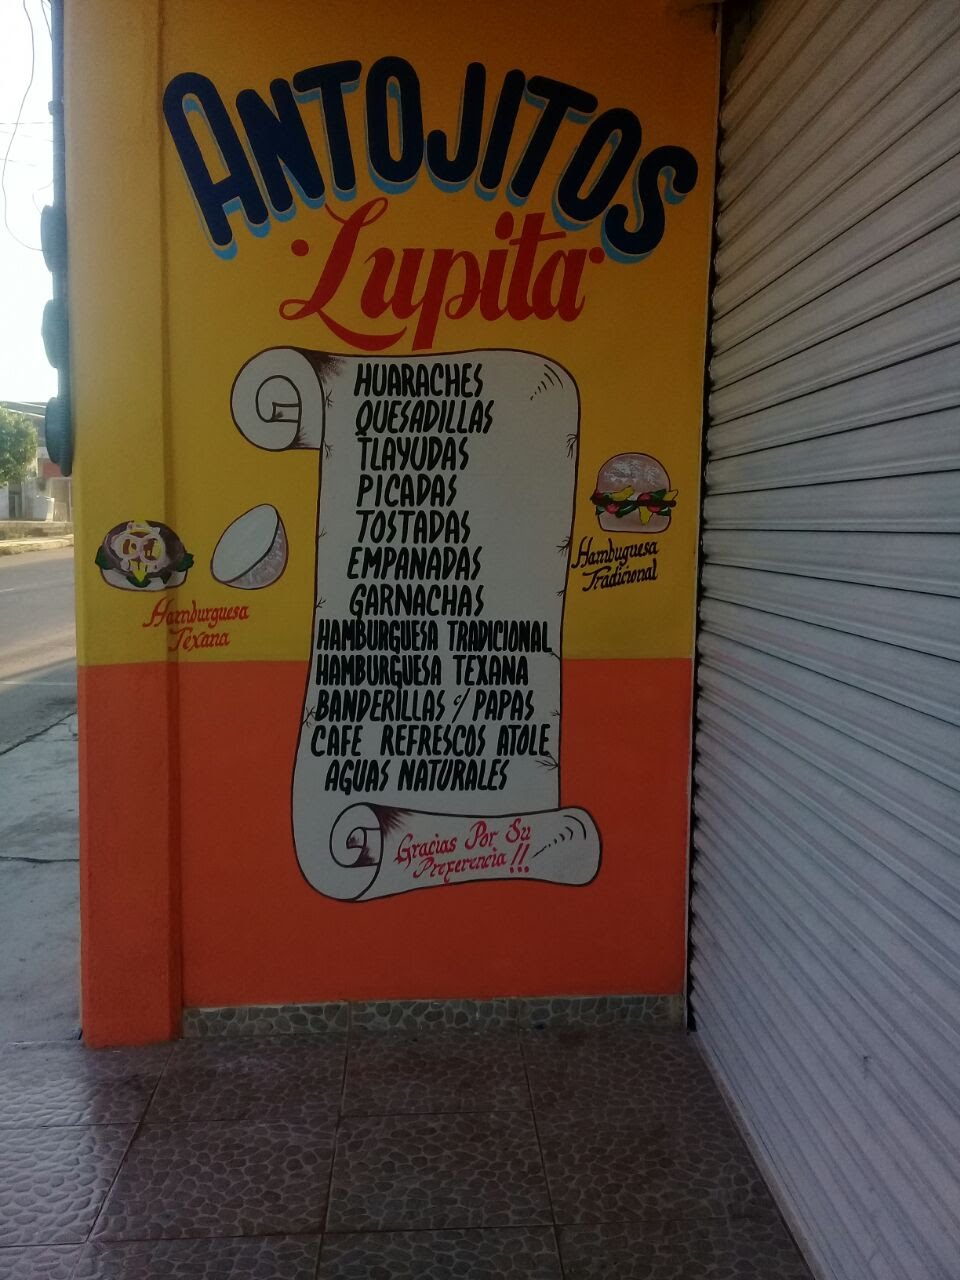 ANTOJITOS
Lupita
HUARACHES
QUESADILLAS
TLAYUDAS
PICADAS
TOSTADAS
EMPANADAS
GARNACHAS
HAMBURGUESA TRADICIONAL
HAMBURGUESA TEXANA
BANDERILLAS c/ PAPAS
CAFE REFRESCOS ATOLE
AGUAS NATURALES
Gracias Por Su
Preferencia!!!
Hamburguesa
Texana
Hambuguesa
Tradicional